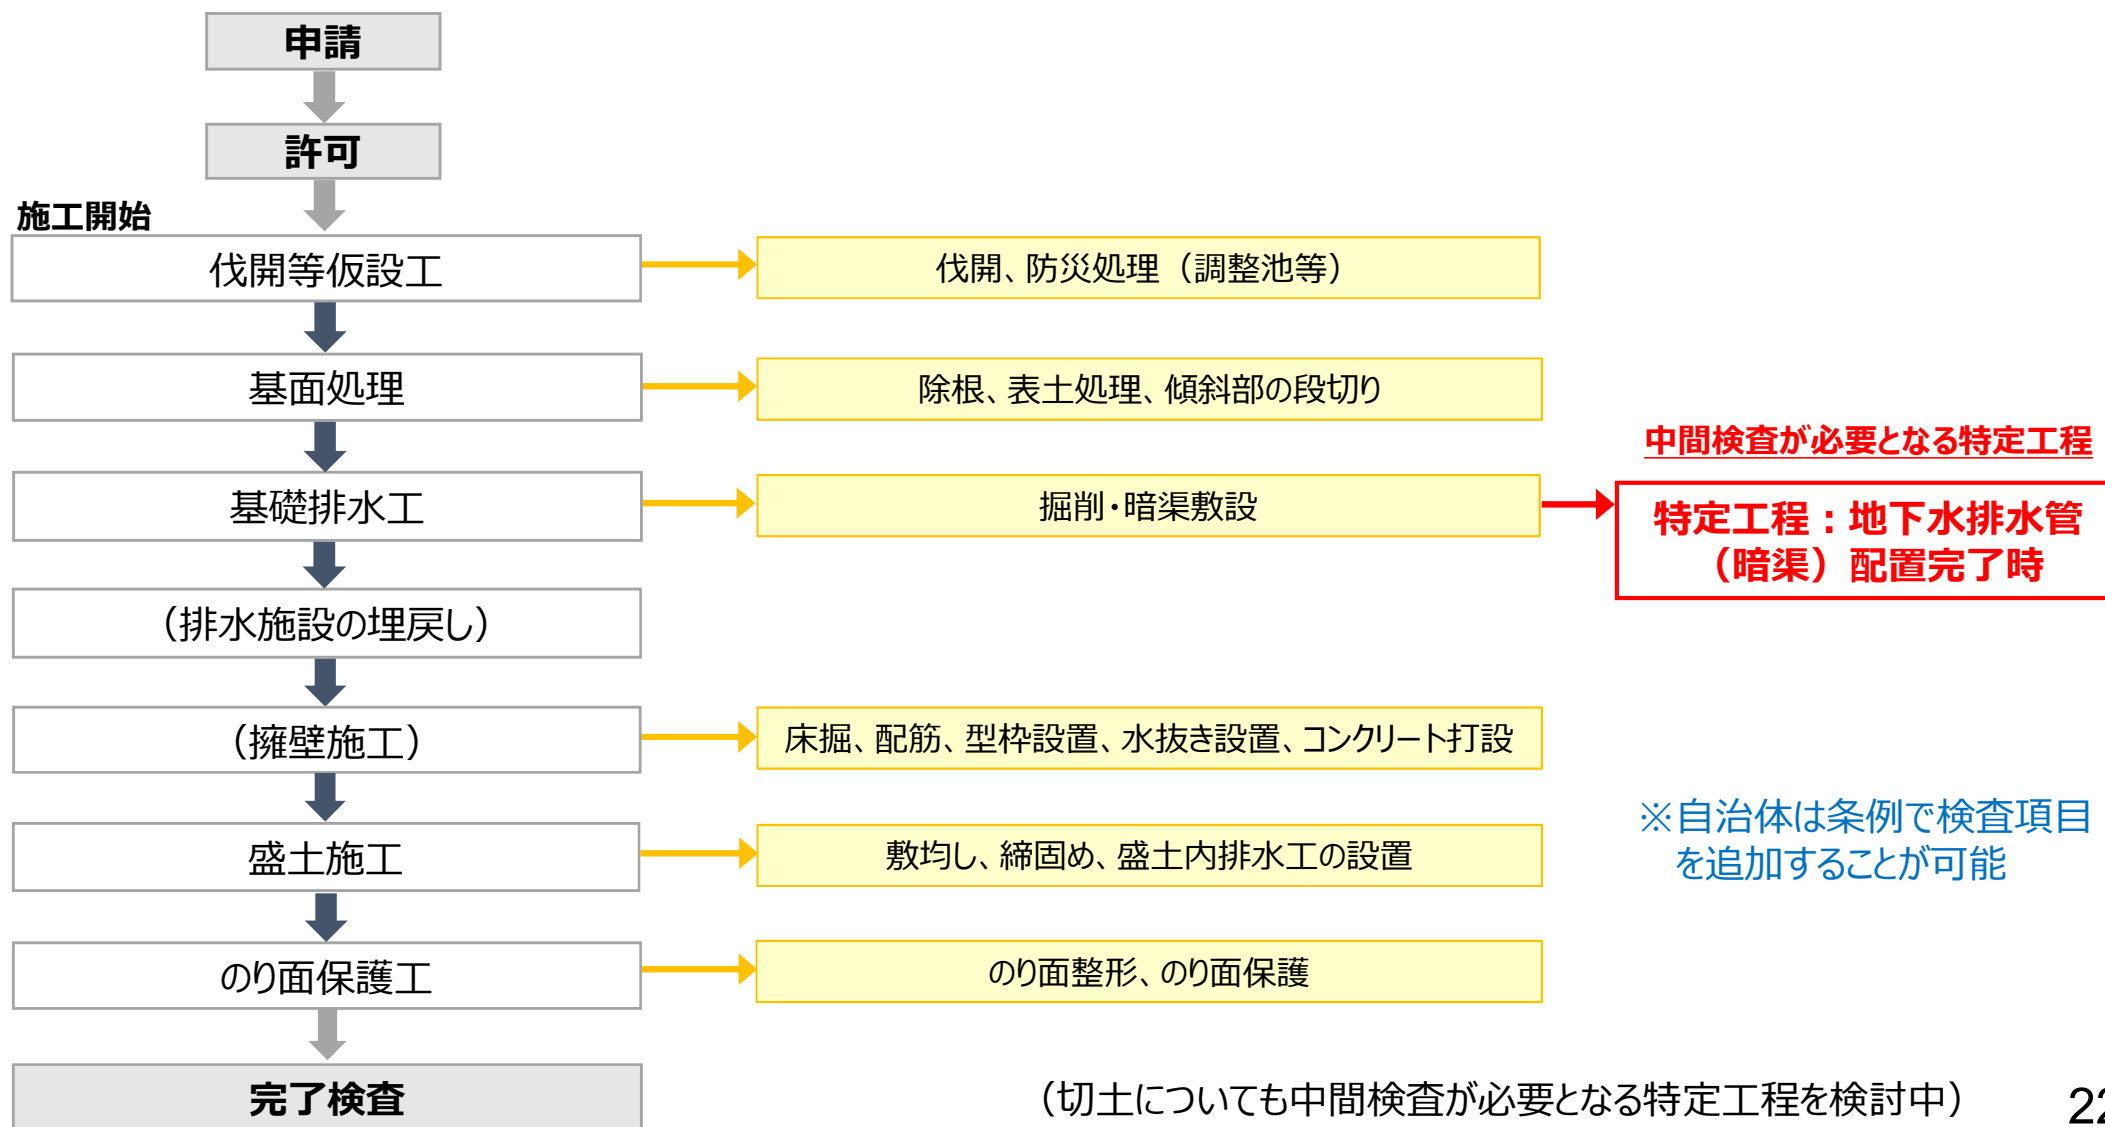 申請
許可
施工開始
伐開等仮設工
伐開、防災処理（調整池等）
基面処理
除根、表土処理、傾斜部の段切り
中間検査が必要となる特定工程
基礎排水工
掘削・暗渠敷設
特定工程：地下水排水管
（暗渠）配置完了時
（排水施設の埋戻し）
（擁壁施工）
床掘、配筋、型枠設置、水抜き設置、コンクリート打設
※自治体は条例で検査項目
を追加することが可能
盛土施工
敷均し、締固め、盛土内排水工の設置
のり面保護工
のり面整形、のり面保護
完了検査
（切土についても中間検査が必要となる特定工程を検討中）
22